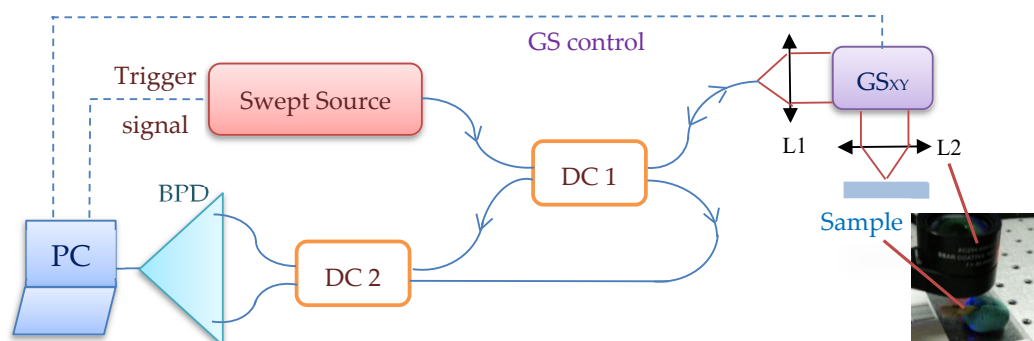 GS control
Trigger
signal
Swept Source
GSXY
L1
L2
DC 1
BPD
Sample
PC
DC 2